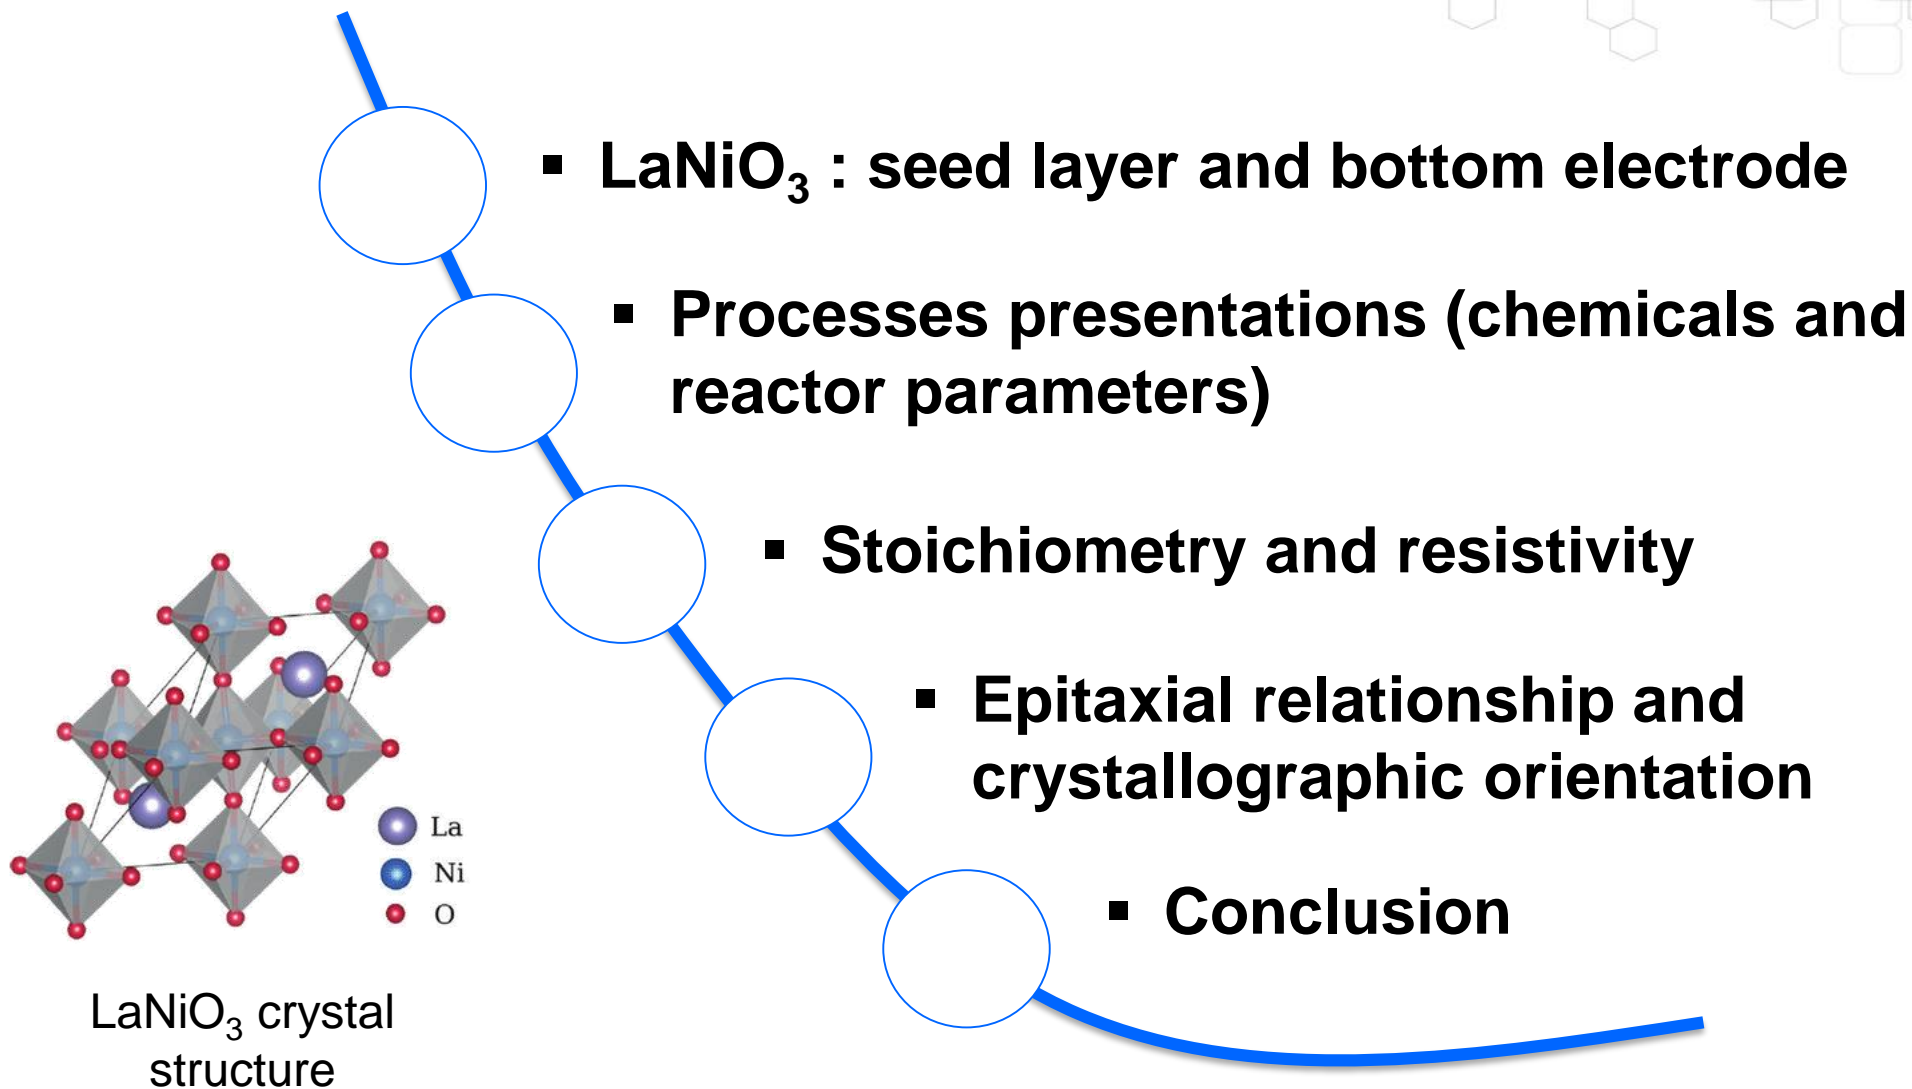 ▪ LaNiO₃ : seed layer and bottom electrode
▪ Processes presentations (chemicals and
reactor parameters)
▪ Stoichiometry and resistivity
▪ Epitaxial relationship and
crystallographic orientation
▪ Conclusion
La
Ni
O
LaNiO₃ crystal
structure